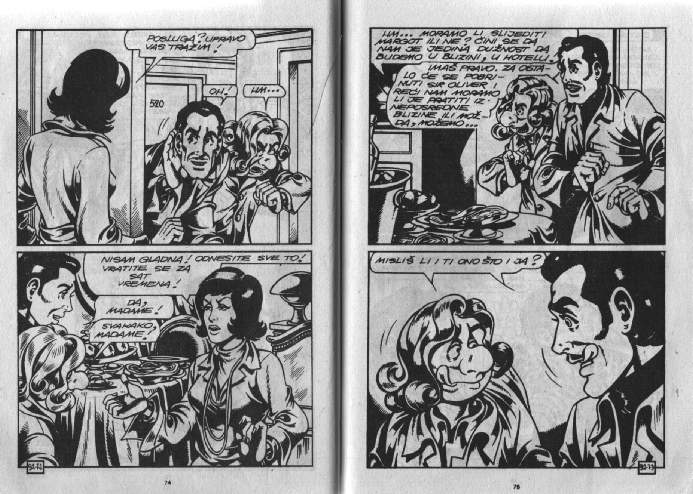 POSLUGA! UPRAVO
VAS TRAŽIM!
520
OH!
HM...
NISAM GLADNA! ODNESITE SVE TO!
VRATITE SE ZA
SAT
VREMENA!
DA,
MADAME!
SVAKAKO,
MADAME!
74
HM... MORAMO LI SLIJEDITI
MARGOT ILI NE? ČINI SE DA
NAM JE JEDINA DUŽNOST DA
BUDEMO U BLIZINI, U HOTELU.
IMAŠ PRAVO. ZA OSTA-
LO ĆE SE POBRI-
NUTI SIR OLIVER I
REĆI NAM MORAMO
LI JE PRATITI IZ
NEPOSREDNE
BLIZINE ILI MOŽ-
DA, MOŽEMO...
MISLIŠ LI I TI ONO ŠTO I JA?
75